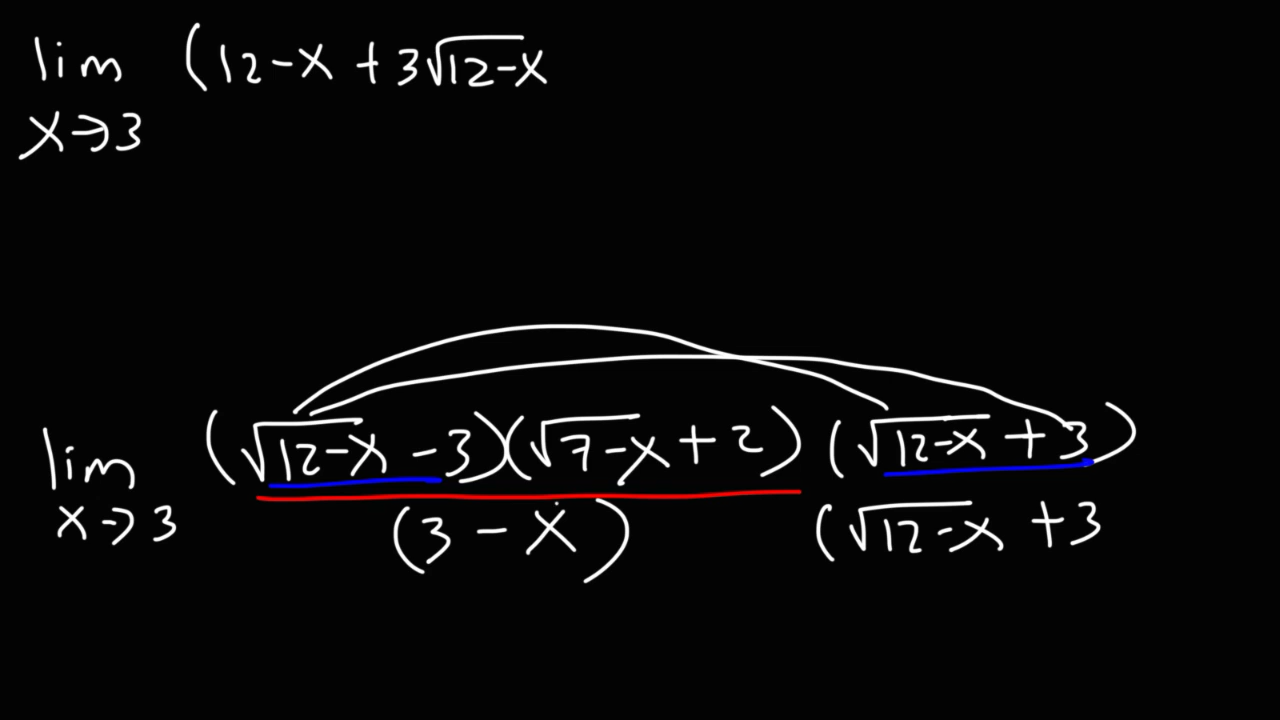 lim (12-x + 3√12-x
x→3
lim (√12-x - 3)(√7-x + 2) (√12-x + 3)
x→3 (3 - x) (√12-x + 3